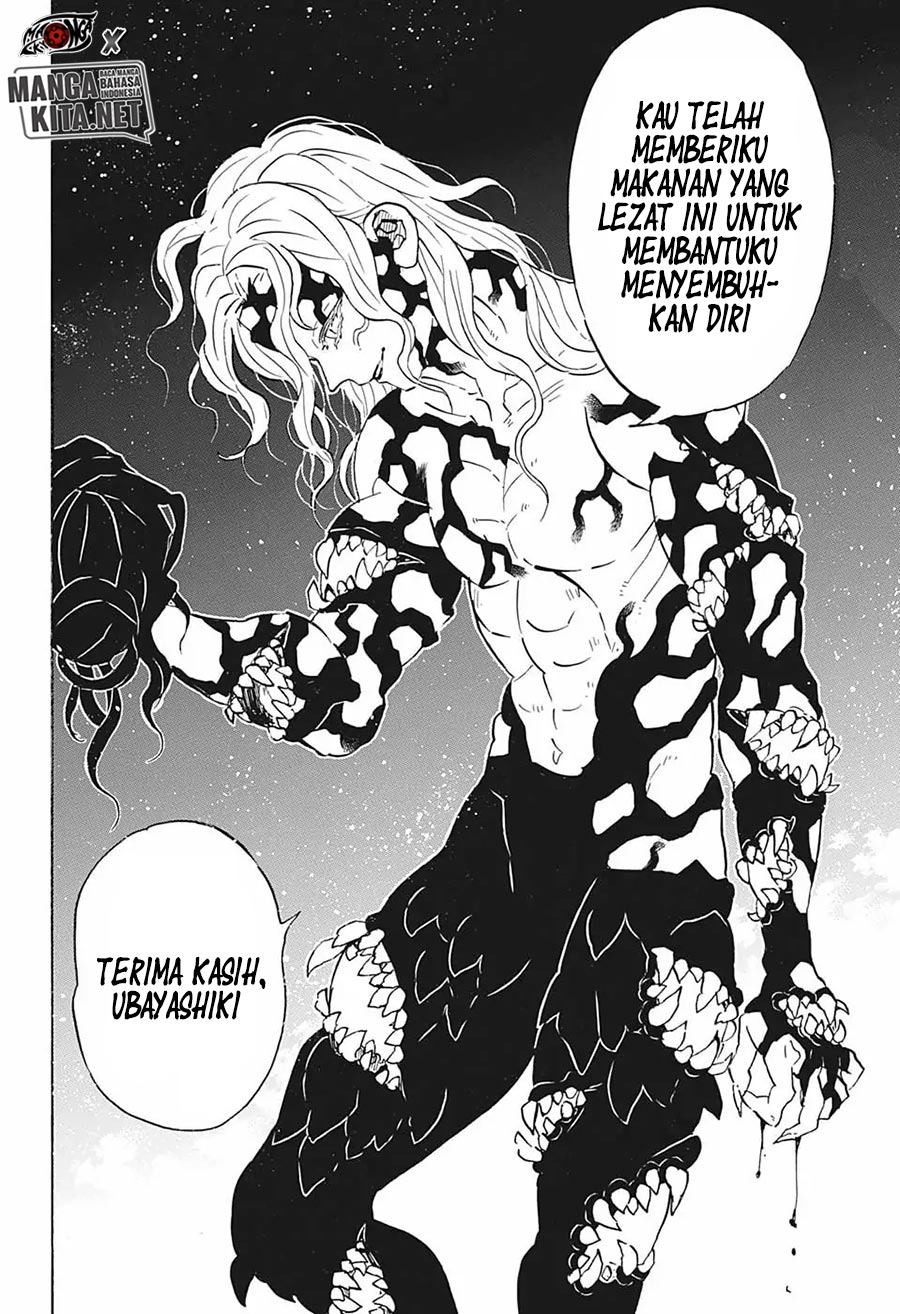 MANGA
BACA MANGA
BAHASA
INDONESIA
KITA.NET
X
KAU TELAH
MEMBERIKU
MAKANAN YANG
LEZAT INI UNTUK
MEMBANTUKU
MENYEMBUH-
KAN DIRI
TERIMA KASIH,
UBAYASHIKI